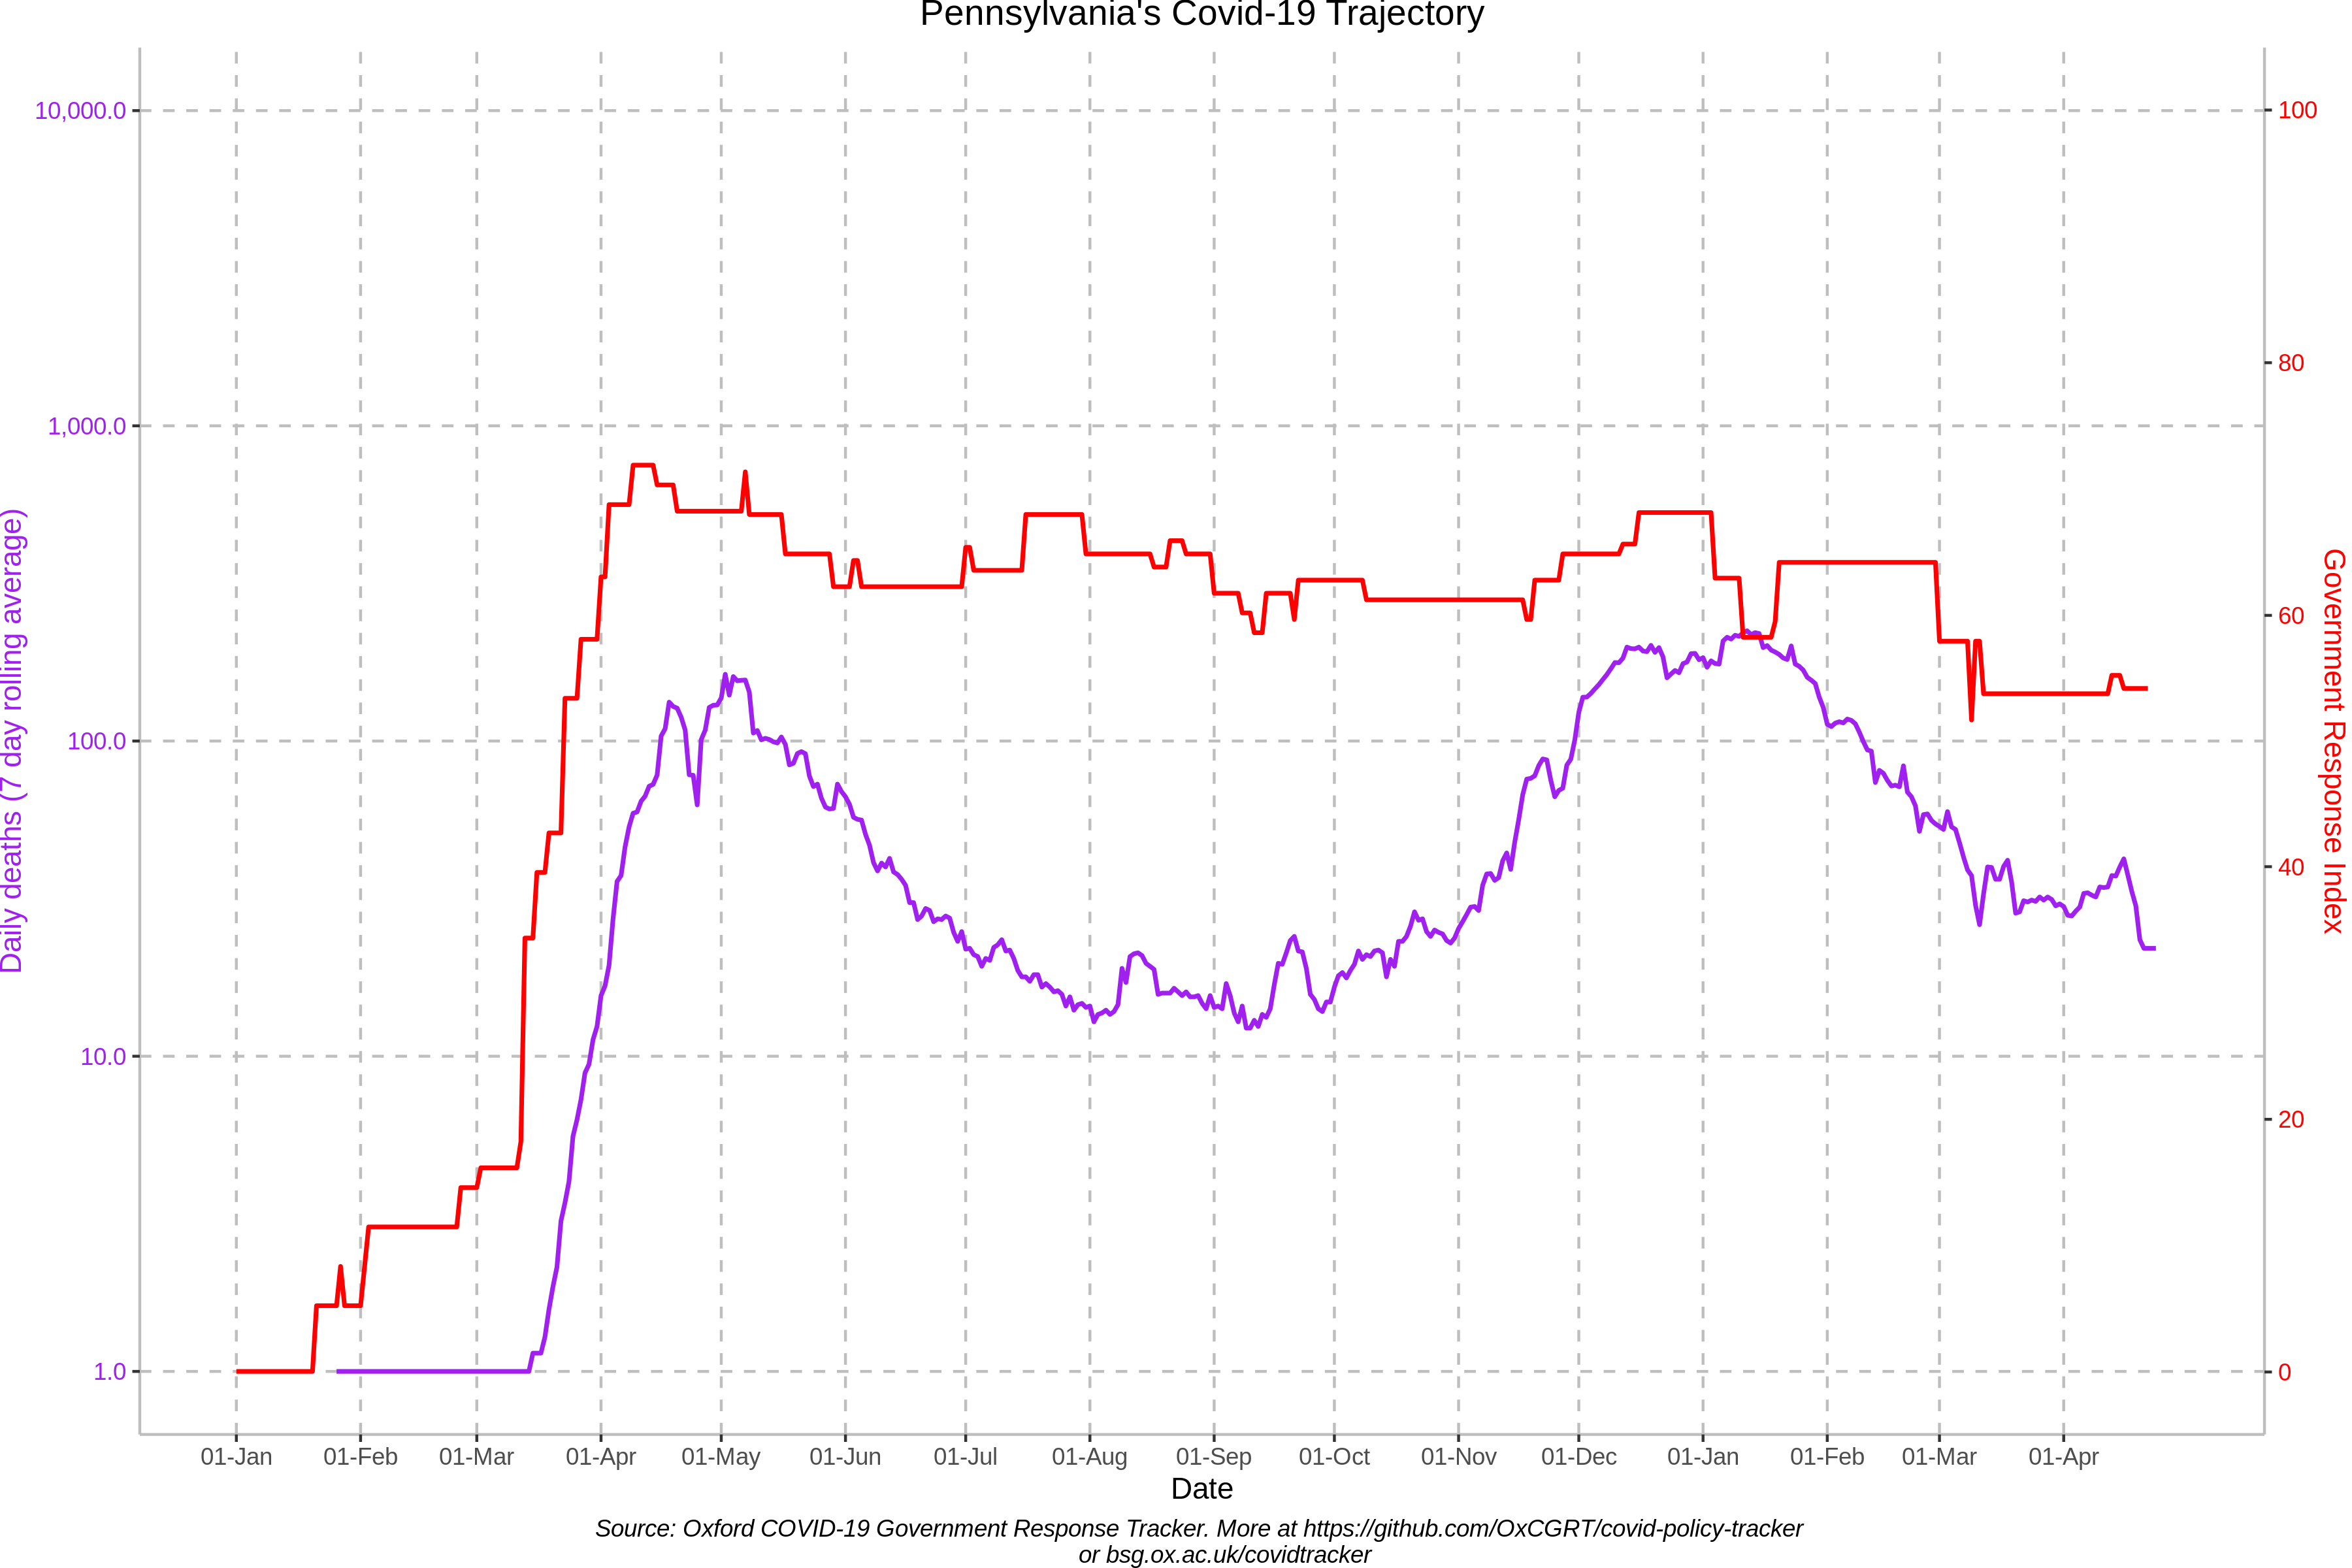 Pennsylvania's Covid-19 Trajectory
10,000.0
1,000.0
100.0
10.0
1.0
Daily deaths (7 day rolling average)
100
80
60
40
20
0
Government Response Index
01-Jan 01-Feb 01-Mar 01-Apr 01-May 01-Jun 01-Jul 01-Aug 01-Sep 01-Oct 01-Nov 01-Dec 01-Jan 01-Feb 01-Mar 01-Apr
Date
Source: Oxford COVID-19 Government Response Tracker. More at https://github.com/OxCGRT/covid-policy-tracker
or bsg.ox.ac.uk/covidtracker